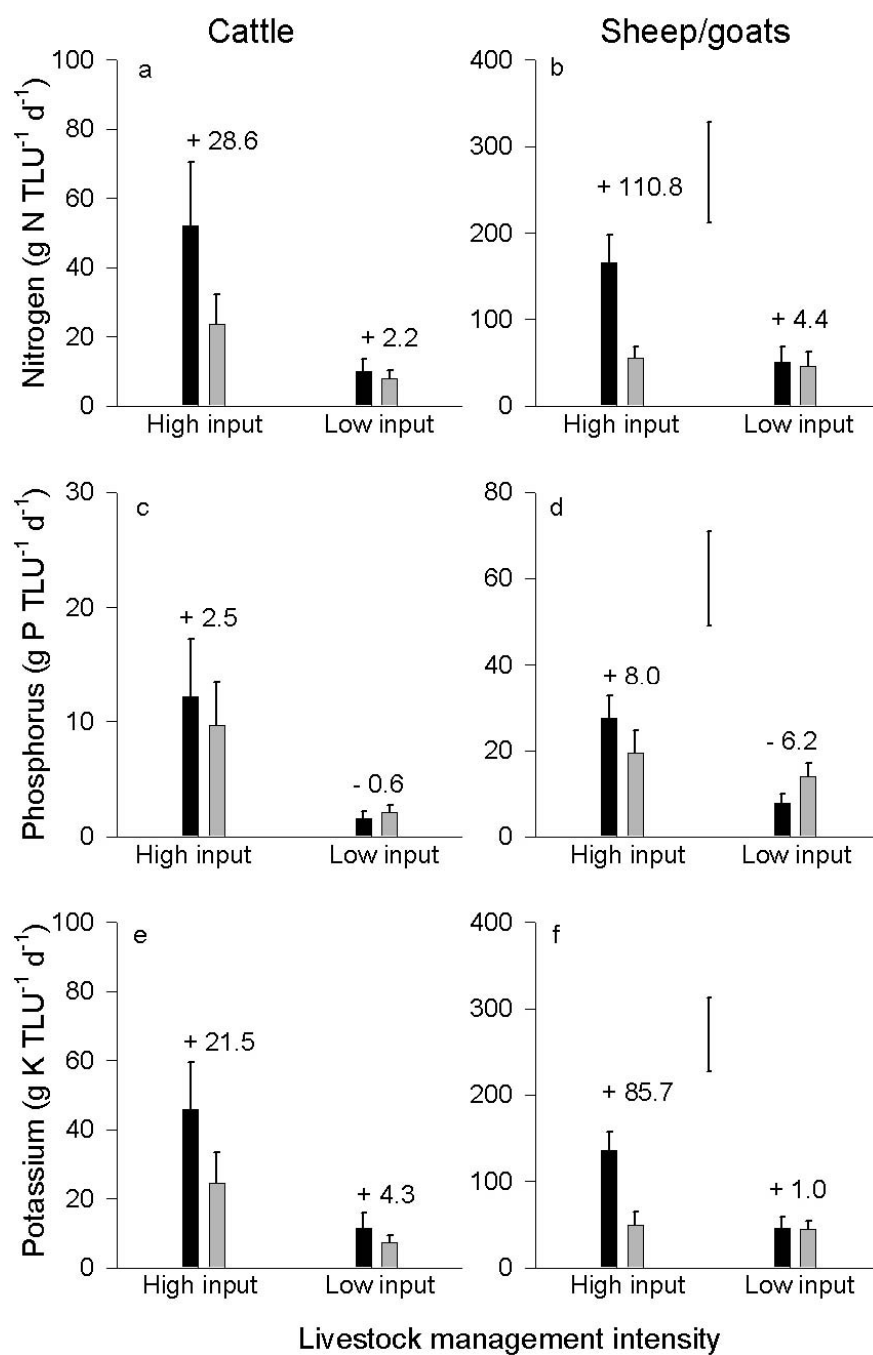 Cattle
Sheep/goats
Nitrogen (g N TLU⁻¹ d⁻¹)
100
80
60
40
20
0
a
+ 28.6
+ 2.2
High input
Low input
400
300
200
100
0
b
+ 110.8
+ 4.4
High input
Low input
Phosphorus (g P TLU⁻¹ d⁻¹)
30
20
10
0
c
+ 2.5
- 0.6
High input
Low input
80
60
40
20
0
d
+ 8.0
- 6.2
High input
Low input
Potassium (g K TLU⁻¹ d⁻¹)
100
80
60
40
20
0
e
+ 21.5
+ 4.3
High input
Low input
400
300
200
100
0
f
+ 85.7
+ 1.0
High input
Low input
Livestock management intensity